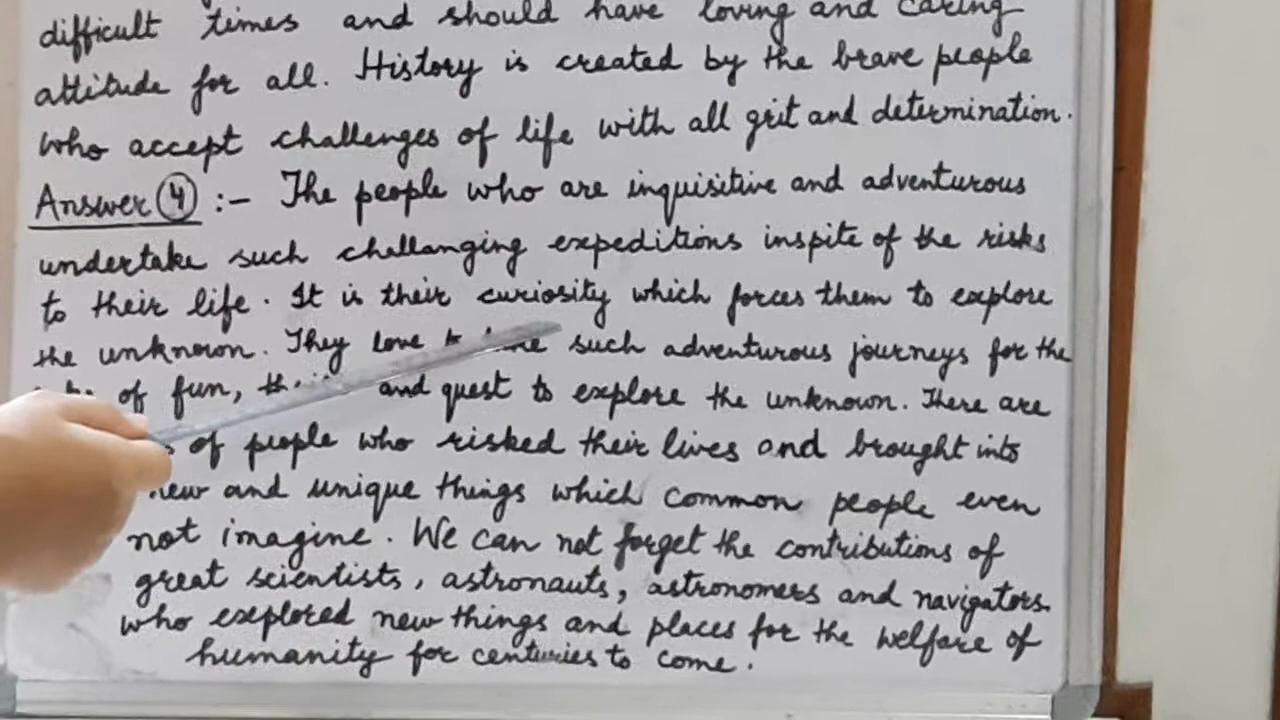 difficult times and should have loving and caring
attitude for all. History is created by the brave people
who accept challenges of life with all grit and determination.
Answer 4 :- The people who are inquisitive and adventurous
undertake such challanging expeditions inspite of the risks
to their life. It is their curiosity which forces them to explore
the unknown. They love to such adventurous journeys for the
of fun, and quest to explore the unknown. There are
of people who risked their lives and brought into
new and unique things which common people even
not imagine. We can not forget the contributions of
great scientists, astronauts, astronomers and navigators.
who explored new things and places for the welfare of
humanity for centuries to come.